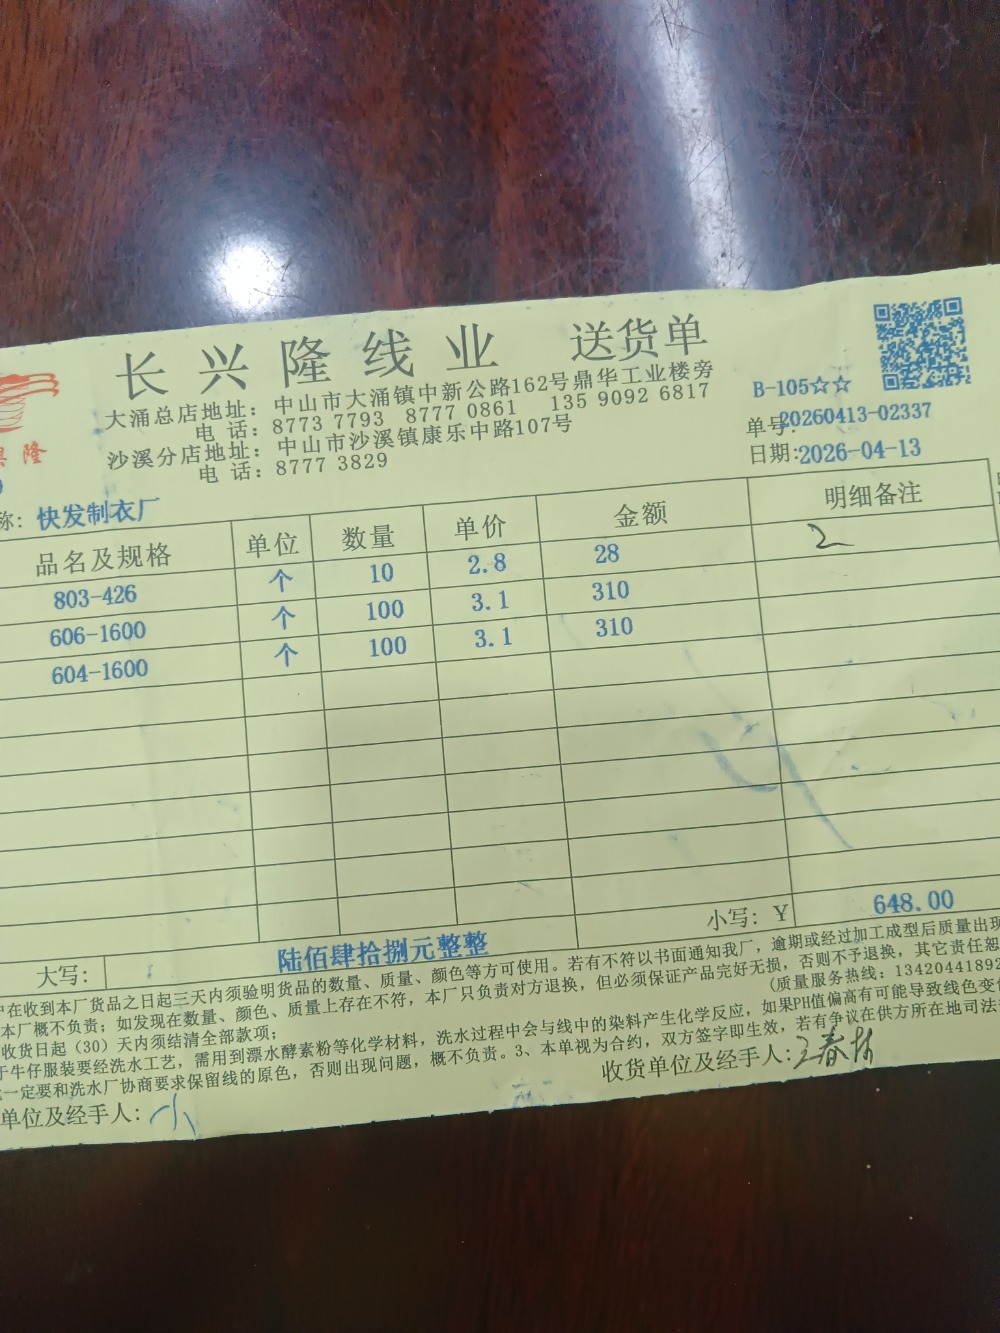 长兴隆线业 送货单
大涌总店地址：中山市大涌镇中新公路162号鼎华工业楼旁
电 话：8773 7793 8777 0861 135 9092 6817
沙溪分店地址：中山市沙溪镇康乐中路107号
电 话：8777 3829
B-105☆☆
单号:20260413-02337
日期:2026-04-13
隆
称：快发制衣厂
品名及规格 单位 数量 单价 金额 明细备注
803-426 个 10 2.8 28 2
606-1600 个 100 3.1 310
604-1600 个 100 3.1 310
小写：¥ 648.00
大写： 陆佰肆拾捌元整整
在收到本厂货品之日起三天内须验明货品的数量、质量、颜色等方可使用。若有不符以书面通知我厂，逾期或经过加工成型后质量出现
本厂概不负责；如发现在数量、颜色、质量上存在不符，本厂只负责对方退换，但必须保证产品完好无损，否则不予退换，其它责任恕
收货日起（30）天内须结清全部款项； （质量服务热线：1342044189
于牛仔服装要经洗水工艺，需用到漂水酵素粉等化学材料，洗水过程中会与线中的染料产生化学反应，如果PH值偏高有可能导致线色变
一定要和洗水厂协商要求保留线的原色，否则出现问题，概不负责。3、本单视为合约，双方签字即生效，若有争议在供方所在地司法
单位及经手人：小
收货单位及经手人：王春林